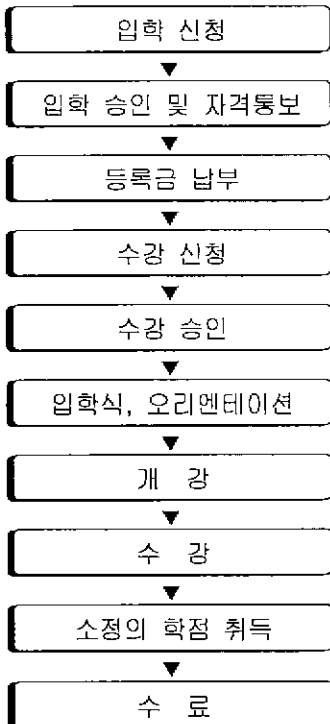 입학 신청
입학 승인 및 자격통보
등록금 납부
수강 신청
수강 승인
입학식, 오리엔테이션
개 강
수 강
소정의 학점 취득
수 료